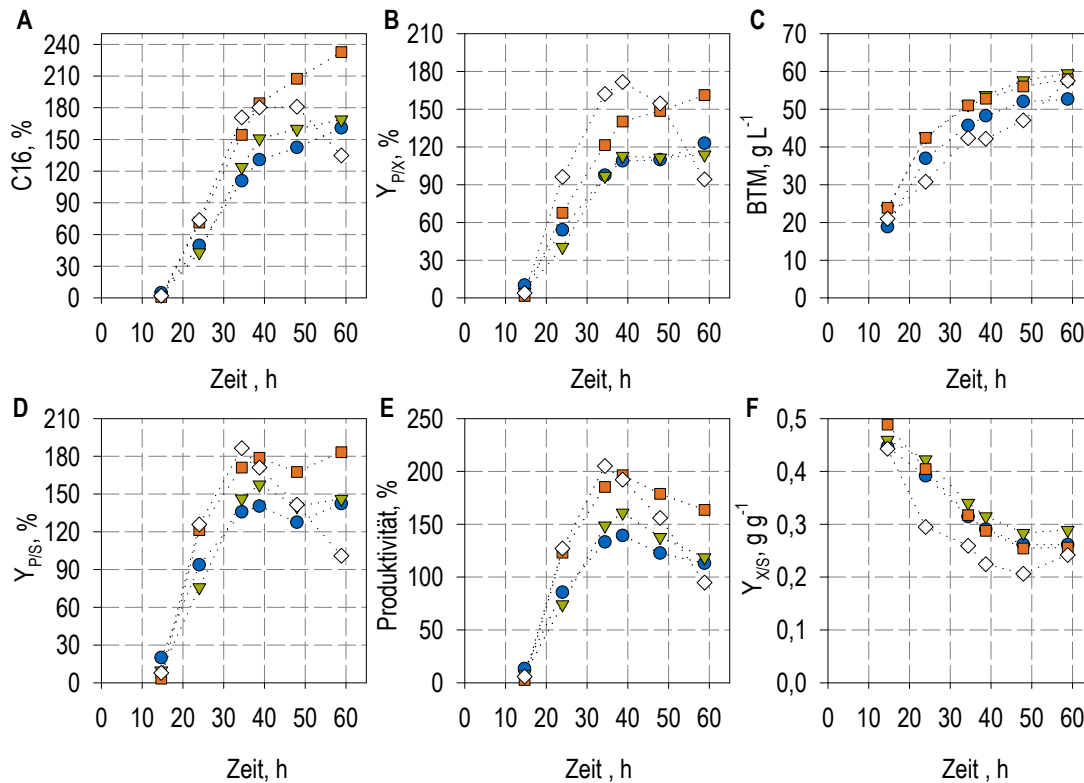 A
C16, %
240
210
180
150
120
90
60
30
0
0 10 20 30 40 50 60
Zeit , h
B
Y_P/X, %
210
180
150
120
90
60
30
0
0 10 20 30 40 50 60
Zeit, h
C
BTM, g L⁻¹
70
60
50
40
30
20
10
0
0 10 20 30 40 50 60
Zeit, h
D
Y_P/S, %
210
180
150
120
90
60
30
0
0 10 20 30 40 50 60
Zeit, h
E
Produktivität, %
250
200
150
100
50
0
0 10 20 30 40 50 60
Zeit, h
F
Y_X/S, g g⁻¹
0,5
0,4
0,3
0,2
0,1
0,0
0 10 20 30 40 50 60
Zeit , h